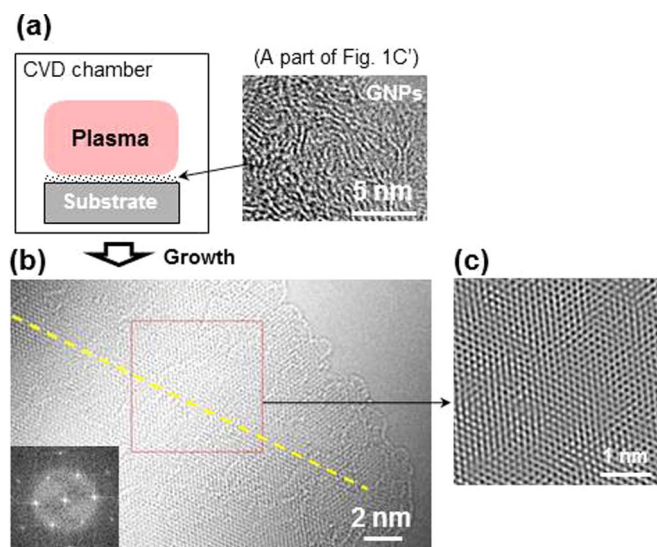 (a)
CVD chamber
Plasma
Substrate
(A part of Fig. 1C')
GNPs
5 nm
Growth
(b)
2 nm
(c)
1 nm